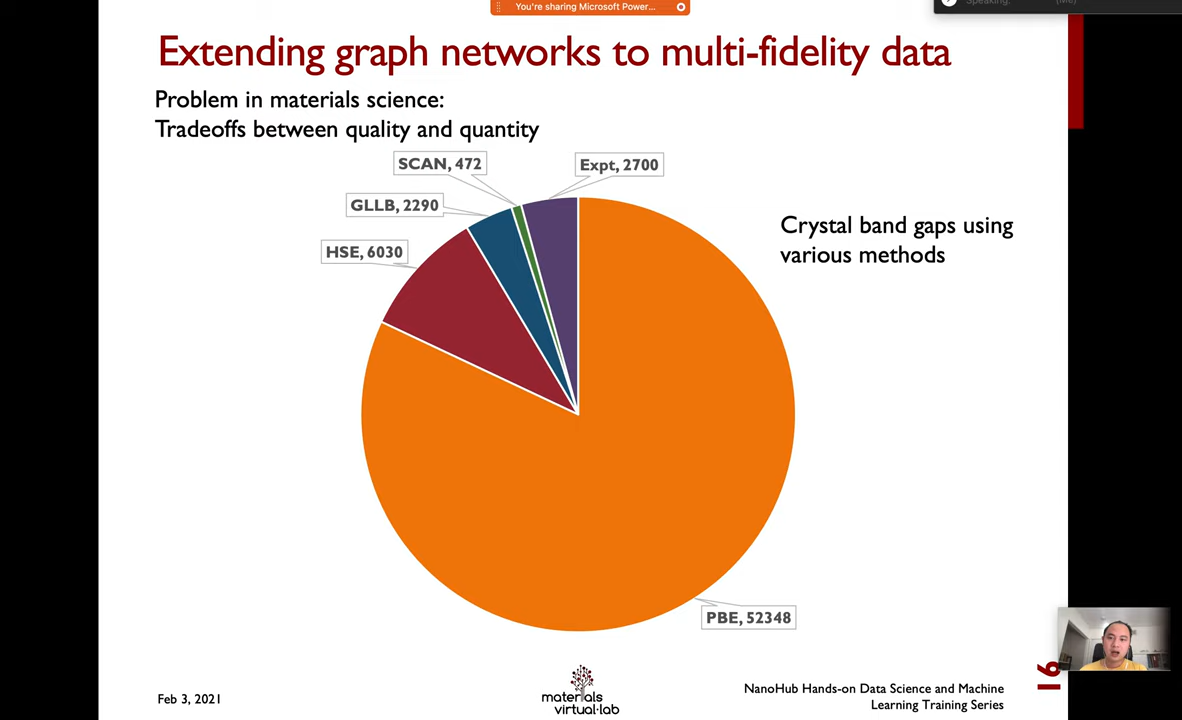 You're sharing Microsoft Power...
Speaking:
Extending graph networks to multi-fidelity data
Problem in materials science:
Tradeoffs between quality and quantity
SCAN, 472
Expt, 2700
GLLB, 2290
HSE, 6030
Crystal band gaps using
various methods
PBE, 52348
Feb 3, 2021
materials
virtual·lab
NanoHub Hands-on Data Science and Machine
Learning Training Series
16